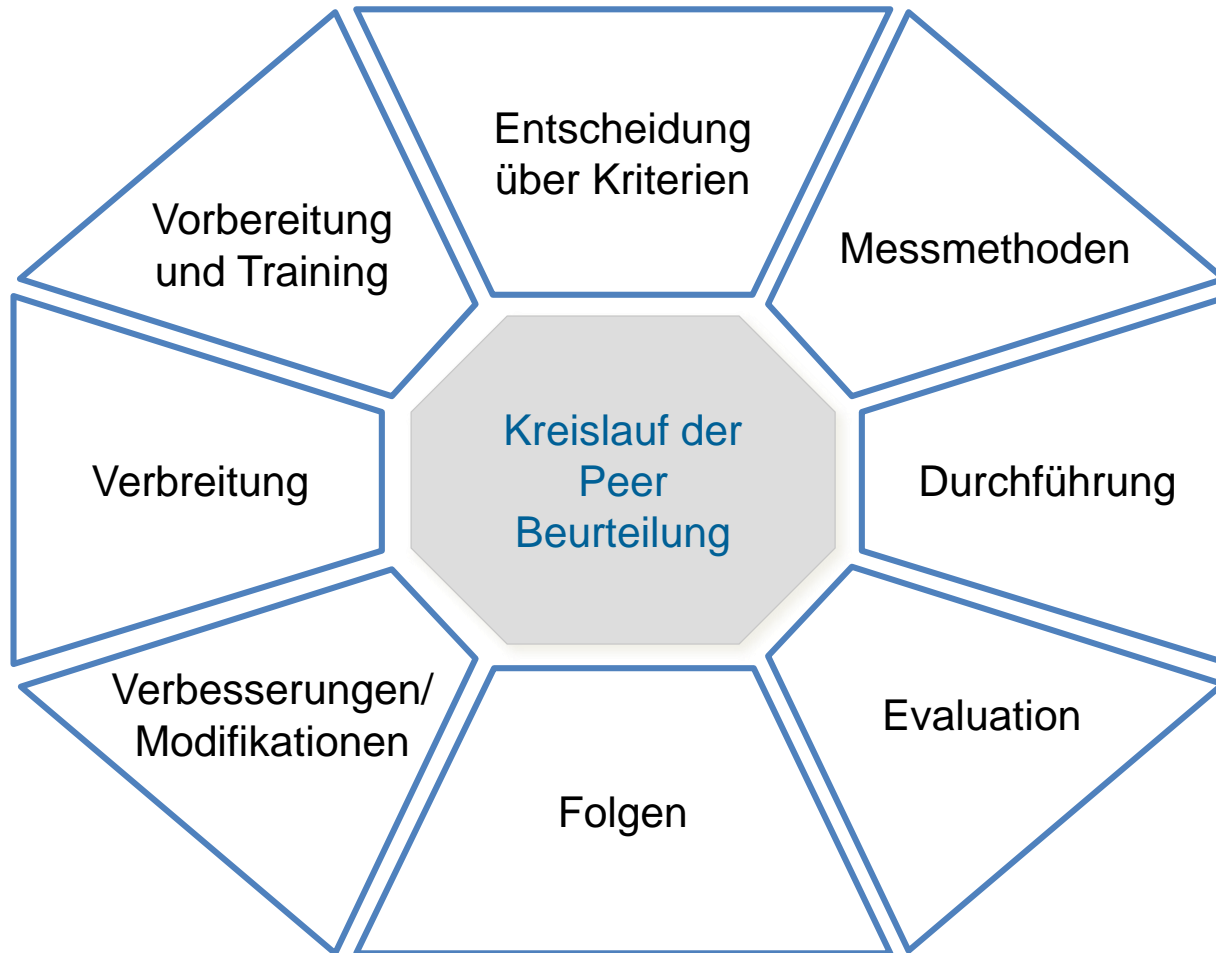 Entscheidung
über Kriterien
Vorbereitung
und Training
Messmethoden
Kreislauf der
Peer
Beurteilung
Verbreitung
Durchführung
Verbesserungen/
Modifikationen
Evaluation
Folgen